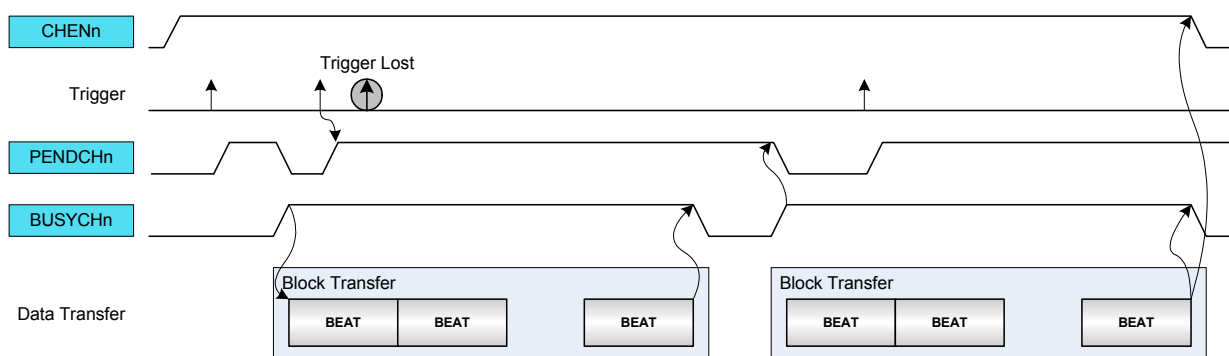 CHENn
Trigger Lost
Trigger
PENDCHn
BUSYCHn
Data Transfer
Block Transfer
BEAT
BEAT
BEAT
Block Transfer
BEAT
BEAT
BEAT